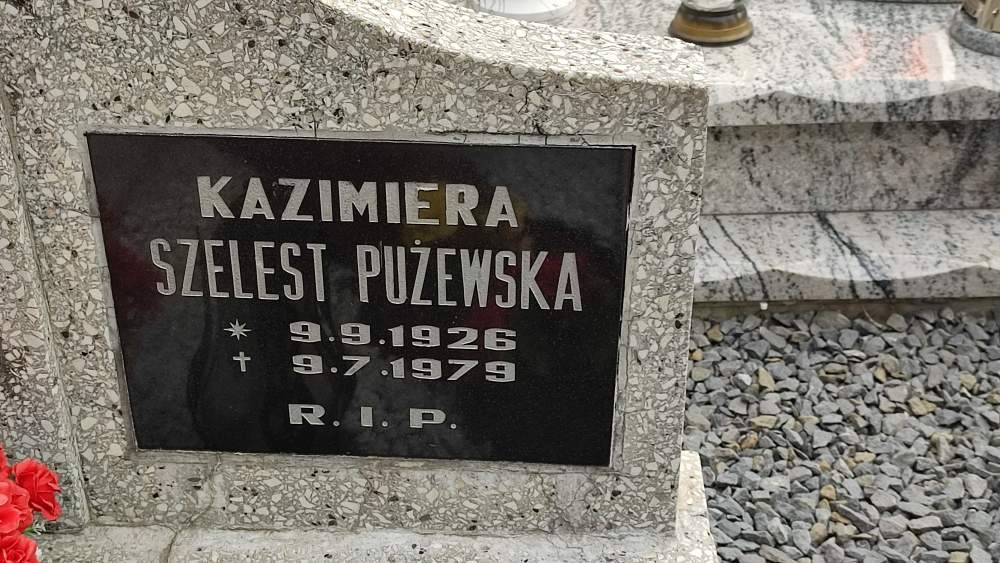 KAZIMIERA
SZELEST PUŻEWSKA
* 9.9.1926
† 9.7.1979
R.I.P.